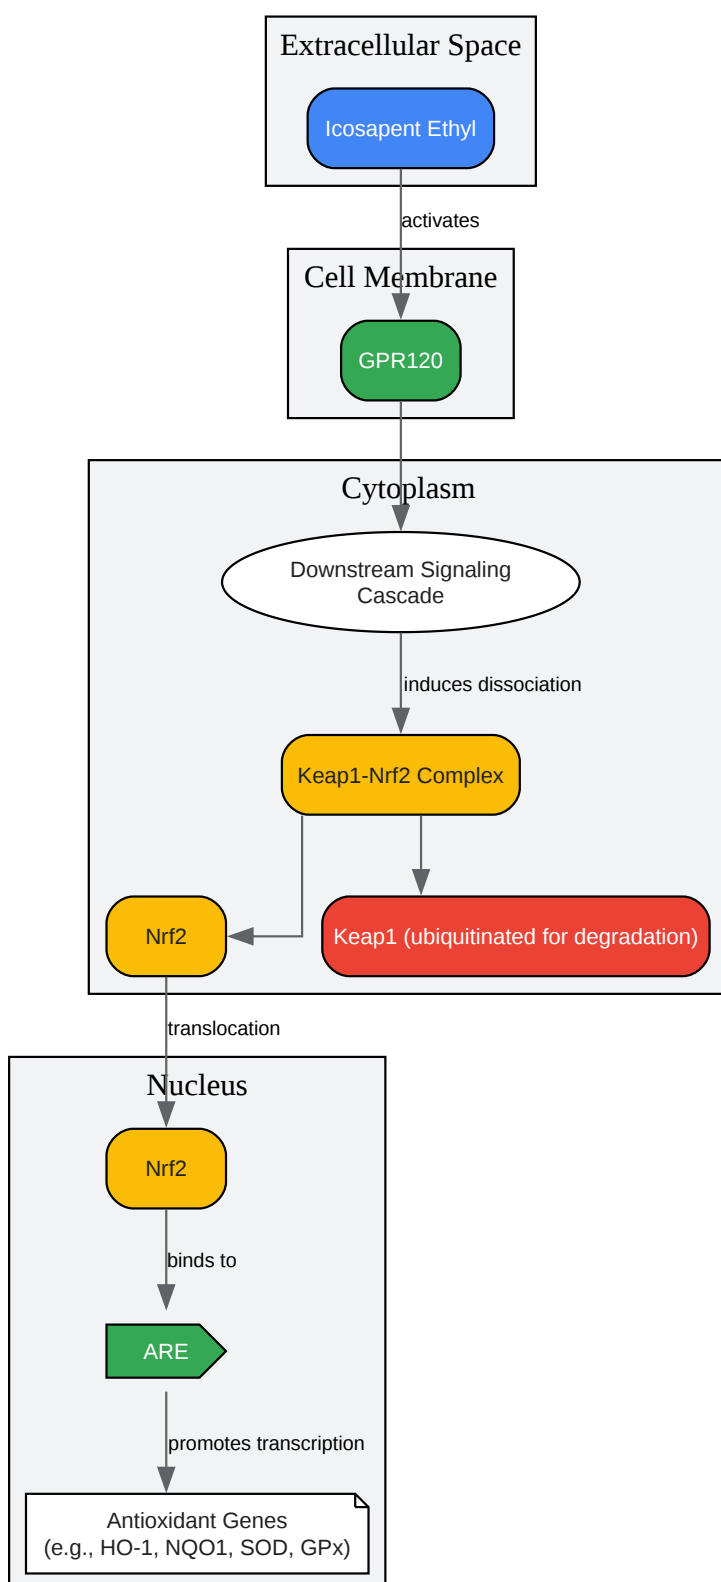 Extracellular Space
Icosapent Ethyl
activates
Cell Membrane
GPR120
Cytoplasm
Downstream Signaling
Cascade
induces dissociation
Keap1-Nrf2 Complex
Nrf2
Keap1 (ubiquitinated for degradation)
translocation
Nucleus
Nrf2
binds to
ARE
promotes transcription
Antioxidant Genes
(e.g., HO-1, NQO1, SOD, GPx)